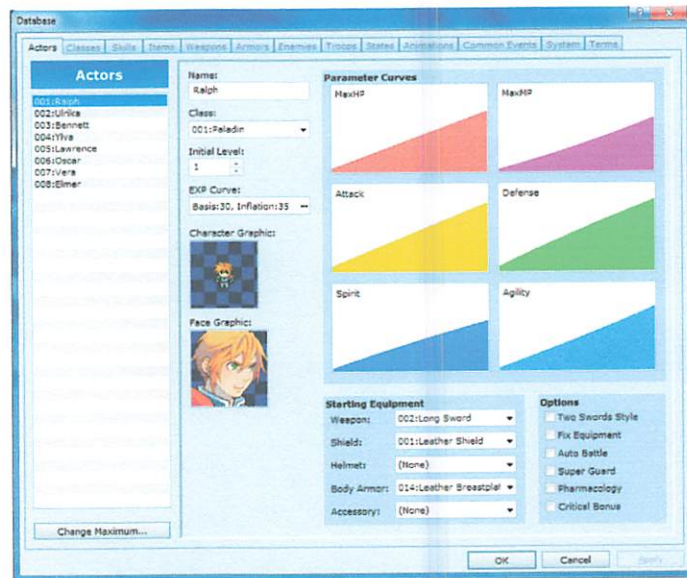 Database
Actors Classes Skills Items Weapons Armors Enemies Troops States Animations Common Events System Terms
Actors
001:Ralph
002:Ulrika
003:Bennett
004:Ylva
005:Lawrence
006:Oscar
007:Vera
008:Elmer
Change Maximum...
Name:
Ralph
Class:
001:Paladin
Initial Level:
1
EXP Curve:
Basis:30, Inflation:35
Character Graphic:
Face Graphic:
Parameter Curves
MaxHP
MaxMP
Attack
Defense
Spirit
Agility
Starting Equipment
Weapon: 002:Long Sword
Shield: 001:Leather Shield
Helmet: (None)
Body Armor: 014:Leather Breastplat
Accessory: (None)
Options
Two Swords Style
Fix Equipment
Auto Battle
Super Guard
Pharmacology
Critical Bonus
OK Cancel Apply